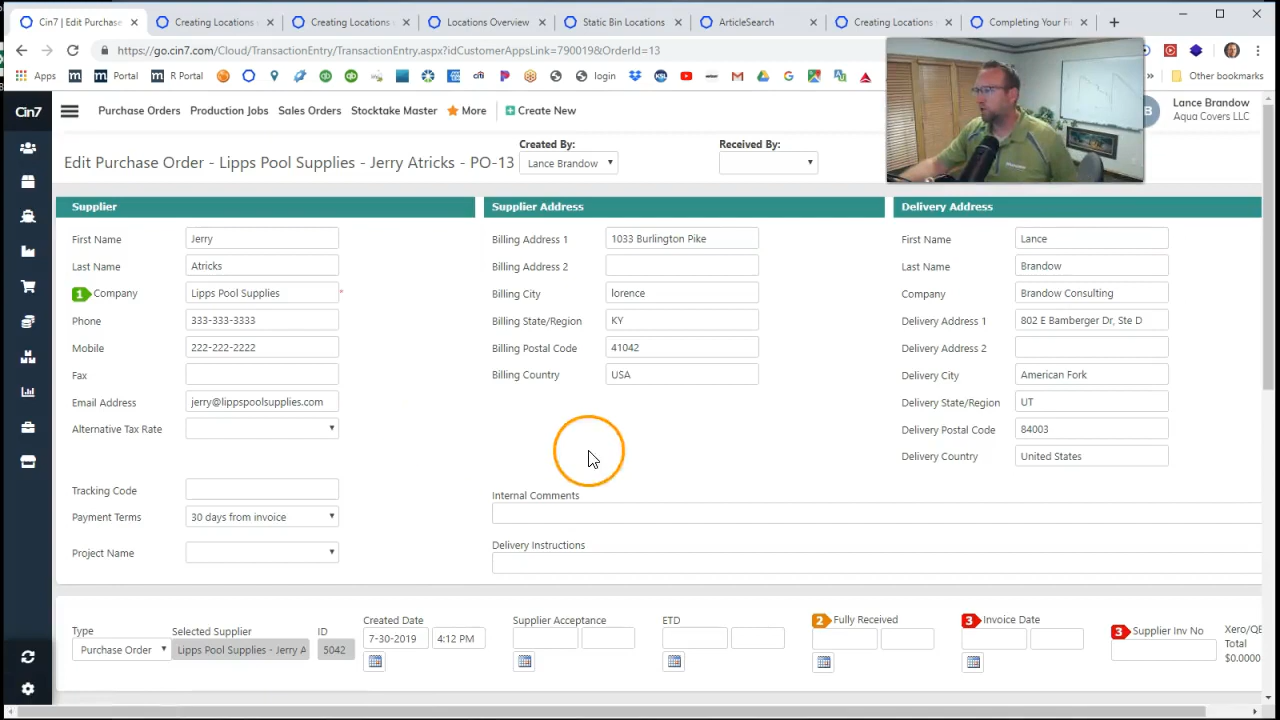 Cin7 | Edit Purchase
Creating Locations
Creating Locations
Locations Overview
Static Bin Locations
ArticleSearch
Creating Locations
Completing Your Fi
https://go.cin7.com/Cloud/TransactionEntry/TransactionEntry.aspx?idCustomerAppsLink=790019&OrderId=13
Apps
Portal
R Portal
login
Other bookmarks
Cin7
Purchase Orders
Production Jobs
Sales Orders
Stocktake Master
More
Create New
B
Lance Brandow
Aqua Covers LLC
Edit Purchase Order - Lipps Pool Supplies - Jerry Atricks - PO-13
Created By:
Lance Brandow
Received By:
Supplier
First Name Jerry
Last Name Atricks
1 Company Lipps Pool Supplies *
Phone 333-333-3333
Mobile 222-222-2222
Fax
Email Address jerry@lippspoolsupplies.com
Alternative Tax Rate
Tracking Code
Payment Terms 30 days from invoice
Project Name
Supplier Address
Billing Address 1 1033 Burlington Pike
Billing Address 2
Billing City lorence
Billing State/Region KY
Billing Postal Code 41042
Billing Country USA
Internal Comments
Delivery Instructions
Delivery Address
First Name Lance
Last Name Brandow
Company Brandow Consulting
Delivery Address 1 802 E Bamberger Dr, Ste D
Delivery Address 2
Delivery City American Fork
Delivery State/Region UT
Delivery Postal Code 84003
Delivery Country United States
Type
Purchase Order
Selected Supplier
Lipps Pool Supplies - Jerry A
ID
5042
Created Date
7-30-2019 4:12 PM
Supplier Acceptance
ETD
2 Fully Received
3 Invoice Date
3 Supplier Inv No
Xero/QB
Total
$0.0000